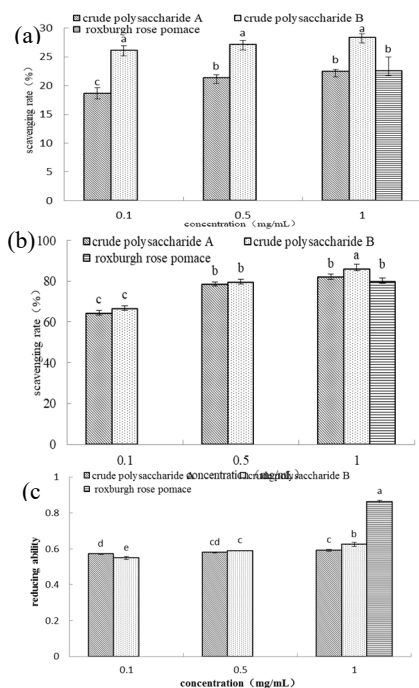 (a)
crude polysaccharide A crude polysaccharide B
roxburgh rose pomace
scavenging rate (%)
30
25
20
15
10
5
0
c a b a b a b
0.1 0.5 1
concentration（mg/mL）
(b)
crude polysaccharide A crude polysaccharide B
roxburgh rose pomace
scavenging rate（%）
100
80
60
40
20
0
c c b b b a b
0.1 0.5 1
concentration（mg/mL）
(c)
crude polysaccharide A crude polysaccharide B
roxburgh rose pomace
reducing ability
1
0.8
0.6
0.4
0.2
0
d e cd c c b a
0.1 0.5 1
concentration（mg/mL）